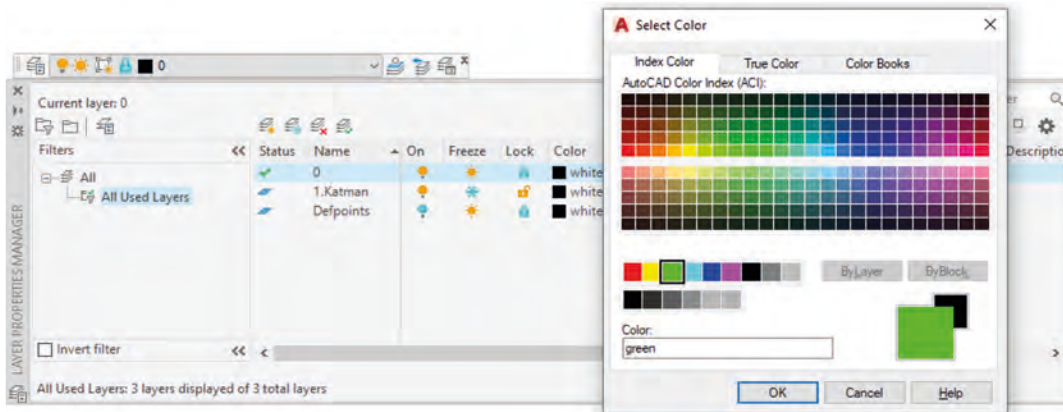 Select Color
0
Index Color True Color Color Books
AutoCAD Color Index (ACI):
Current layer: 0
Filters
Status Name On Freeze Lock Color Descriptio
All
0 white
All Used Layers
1.Katman white
Defpoints white
ByLayer ByBlock
LAYER PROPERTIES MANAGER
Color:
green
Invert filter
All Used Layers: 3 layers displayed of 3 total layers
OK Cancel Help